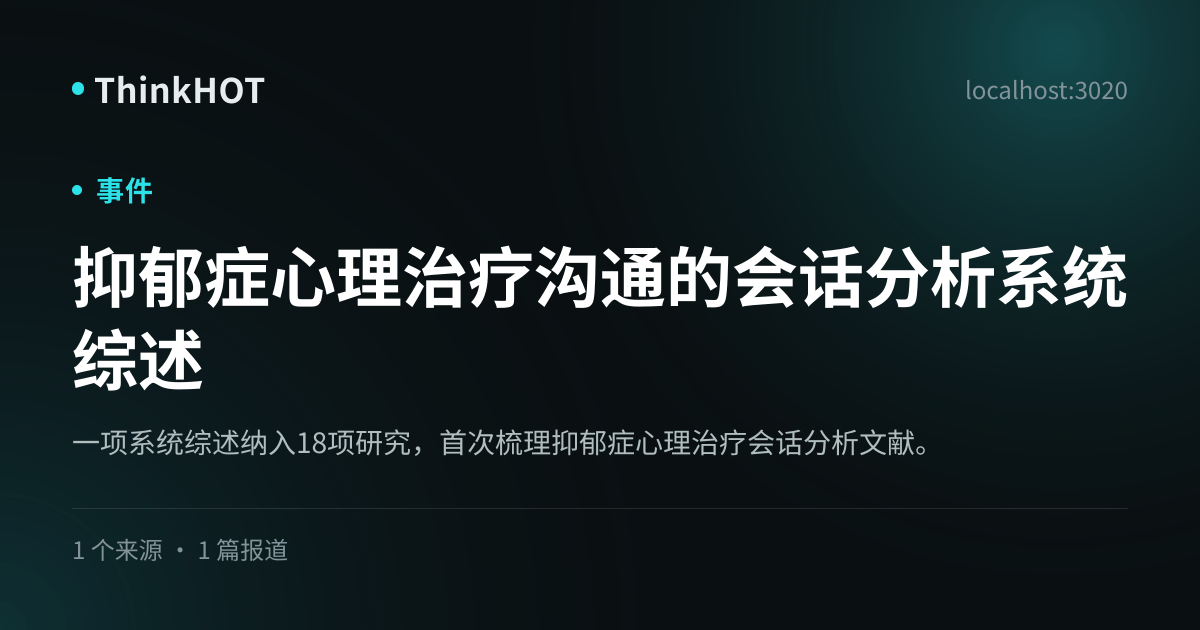 ThinkHOT
localhost:3020
事件
抑郁症心理治疗沟通的会话分析系统
综述
一项系统综述纳入18项研究，首次梳理抑郁症心理治疗会话分析文献。
1 个来源 · 1 篇报道